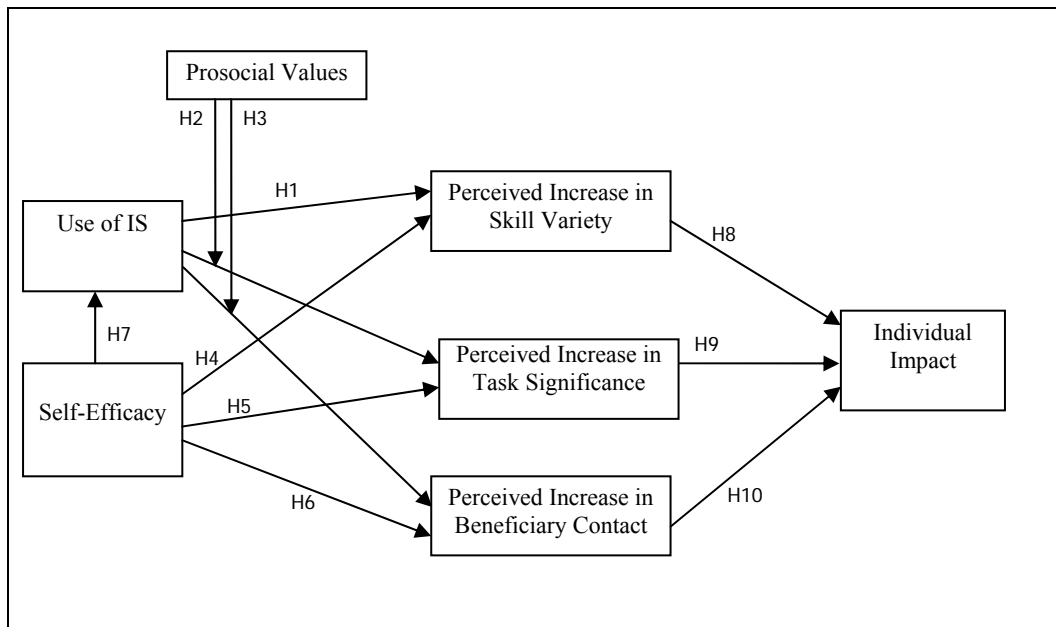 Prosocial Values
H2
H3
H1
Perceived Increase in
Skill Variety
Use of IS
H8
H7
H4
Individual
Impact
Perceived Increase in
Task Significance
H9
Self-Efficacy
H5
H6
Perceived Increase in
Beneficiary Contact
H10